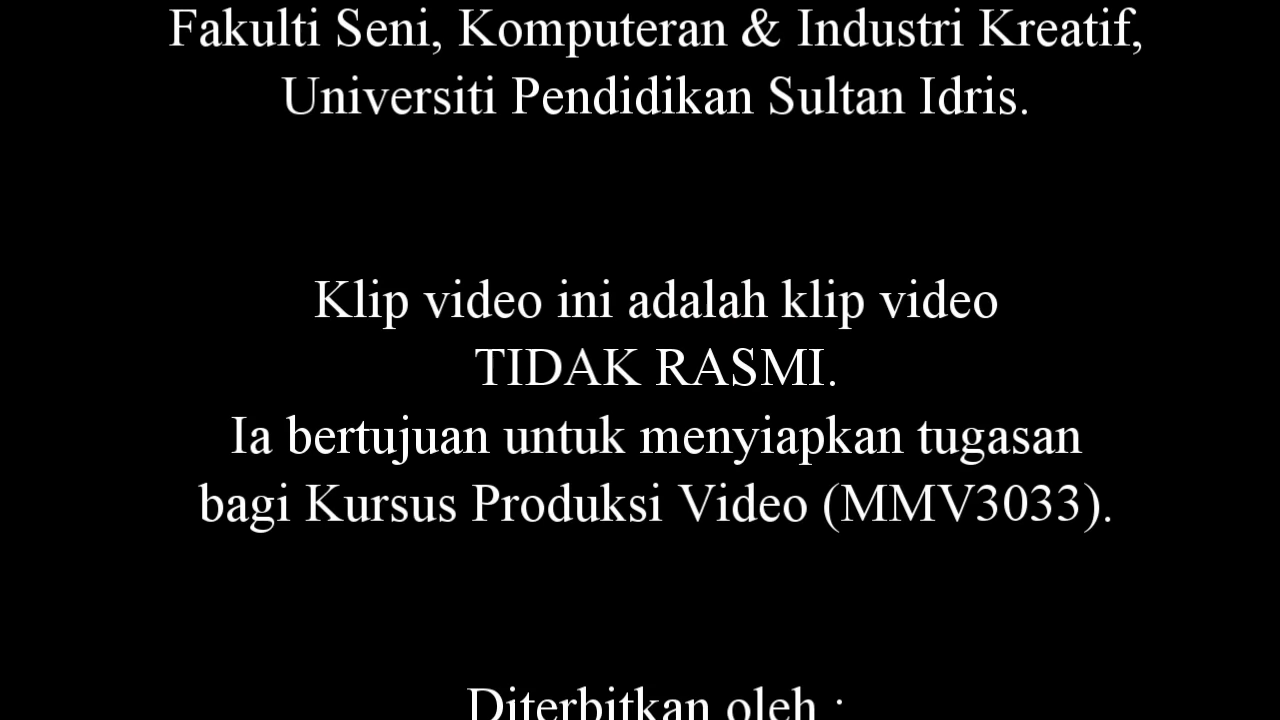 Fakulti Seni, Komputeran & Industri Kreatif,
Universiti Pendidikan Sultan Idris.
Klip video ini adalah klip video
TIDAK RASMI.
Ia bertujuan untuk menyiapkan tugasan
bagi Kursus Produksi Video (MMV3033).
Diterbitkan oleh :